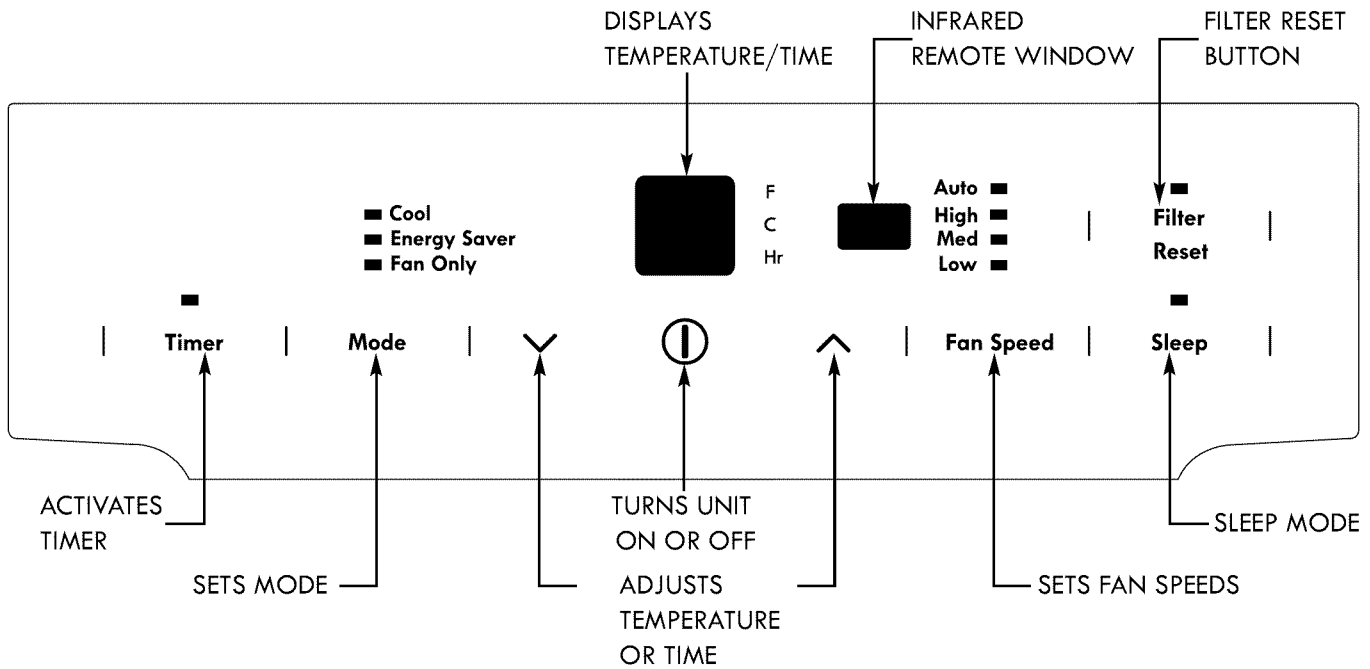 DISPLAYS
TEMPERATURE/TIME
INFRARED
REMOTE WINDOW
FILTER RESET
BUTTON
Cool
Energy Saver
Fan Only
F
C
Hr
Auto
High
Med
Low
Filter
Reset
Timer
Mode
Fan Speed
Sleep
ACTIVATES
TIMER
SETS MODE
TURNS UNIT
ON OR OFF
ADJUSTS
TEMPERATURE
OR TIME
SETS FAN SPEEDS
SLEEP MODE